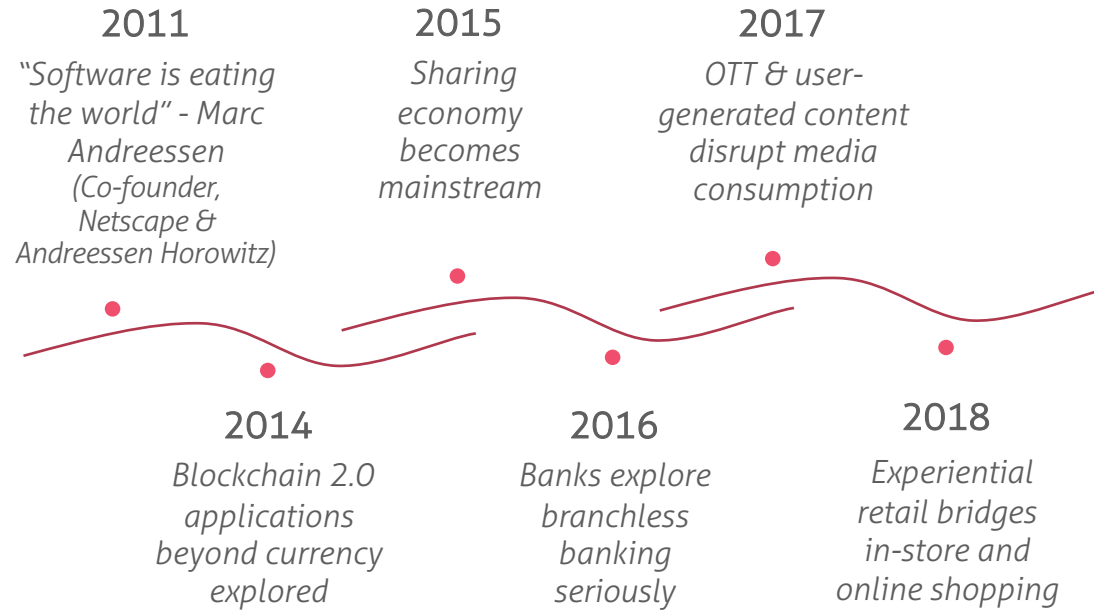 2011
“Software is eating
the world” - Marc
Andreessen
(Co-founder,
Netscape &
Andreessen Horowitz)
2014
Blockchain 2.0
applications
beyond currency
explored
2015
Sharing
economy
becomes
mainstream
2016
Banks explore
branchless
banking
seriously
2017
OTT & user-
generated content
disrupt media
consumption
2018
Experiential
retail bridges
in-store and
online shopping